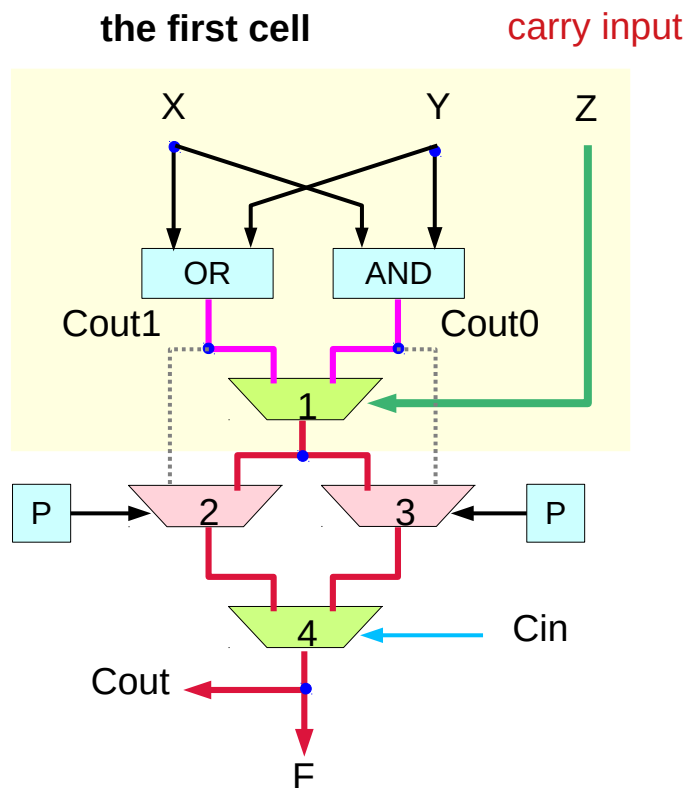 the first cell
carry input
X
Y
Z
OR
AND
Cout1
Cout0
1
P
2
3
P
4
Cin
Cout
F